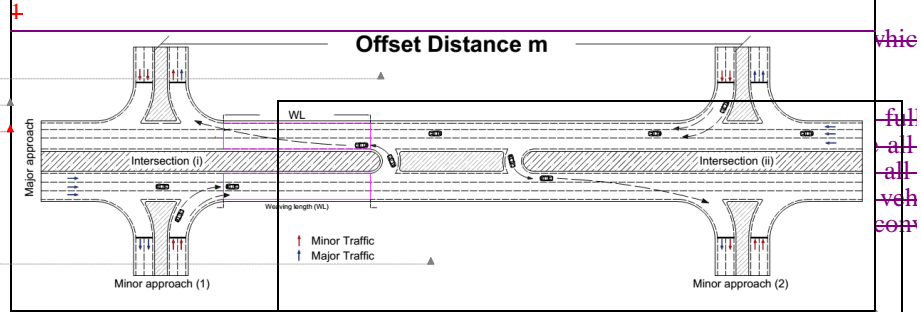 1
Offset Distance m
vhic
WL
full
all
Major approach
Intersection (i)
Intersection (ii)
all
veh
Weaving length (WL)
conv
Minor Traffic
Major Traffic
Minor approach (1)
Minor approach (2)